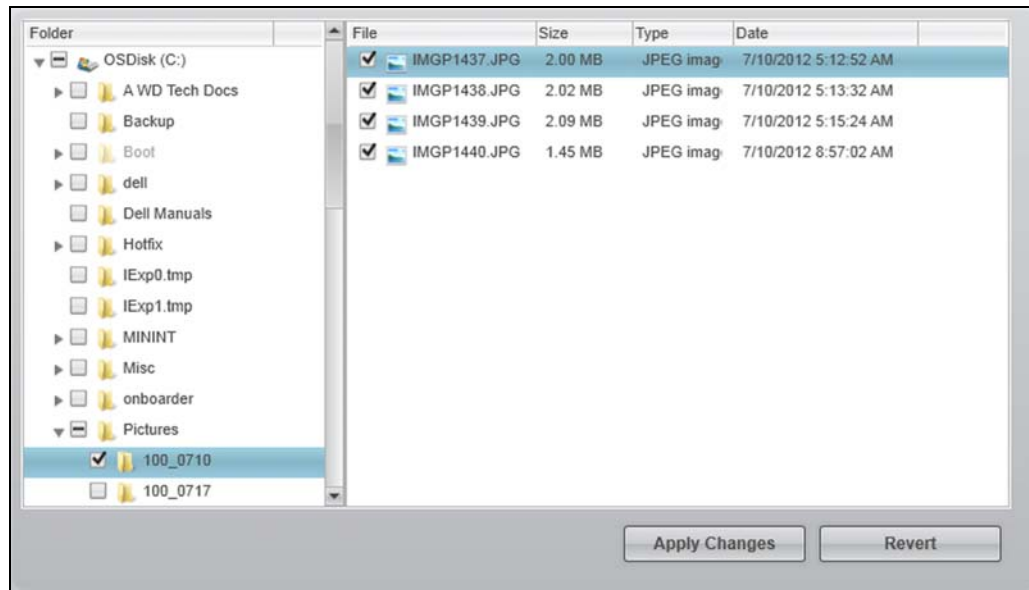 Folder
File Size Type Date
OSDisk (C:)
A WD Tech Docs
Backup
Boot
dell
Dell Manuals
Hotfix
IExp0.tmp
IExp1.tmp
MININT
Misc
onboarder
Pictures
100_0710
100_0717
IMGP1437.JPG 2.00 MB JPEG imag 7/10/2012 5:12:52 AM
IMGP1438.JPG 2.02 MB JPEG imag 7/10/2012 5:13:32 AM
IMGP1439.JPG 2.09 MB JPEG imag 7/10/2012 5:15:24 AM
IMGP1440.JPG 1.45 MB JPEG imag 7/10/2012 8:57:02 AM
Apply Changes Revert